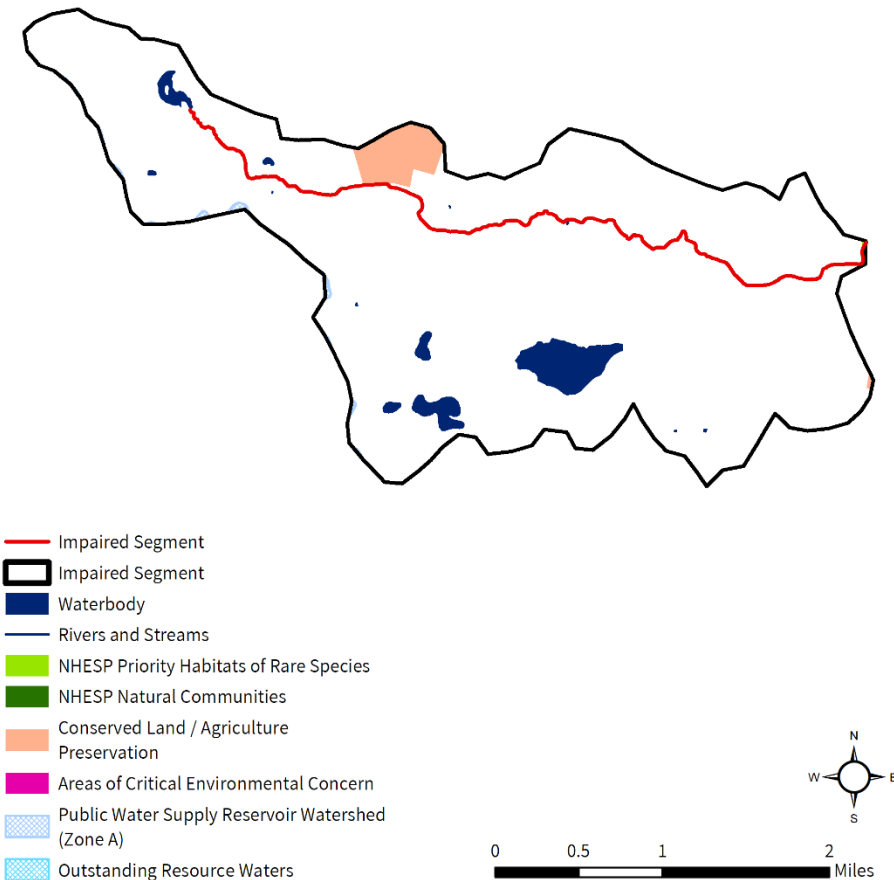 Impaired Segment
Impaired Segment
Waterbody
Rivers and Streams
NHESP Priority Habitats of Rare Species
NHESP Natural Communities
Conserved Land / Agriculture
Preservation
Areas of Critical Environmental Concern
Public Water Supply Reservoir Watershed
(Zone A)
Outstanding Resource Waters
N
W E
S
0 0.5 1 2
Miles